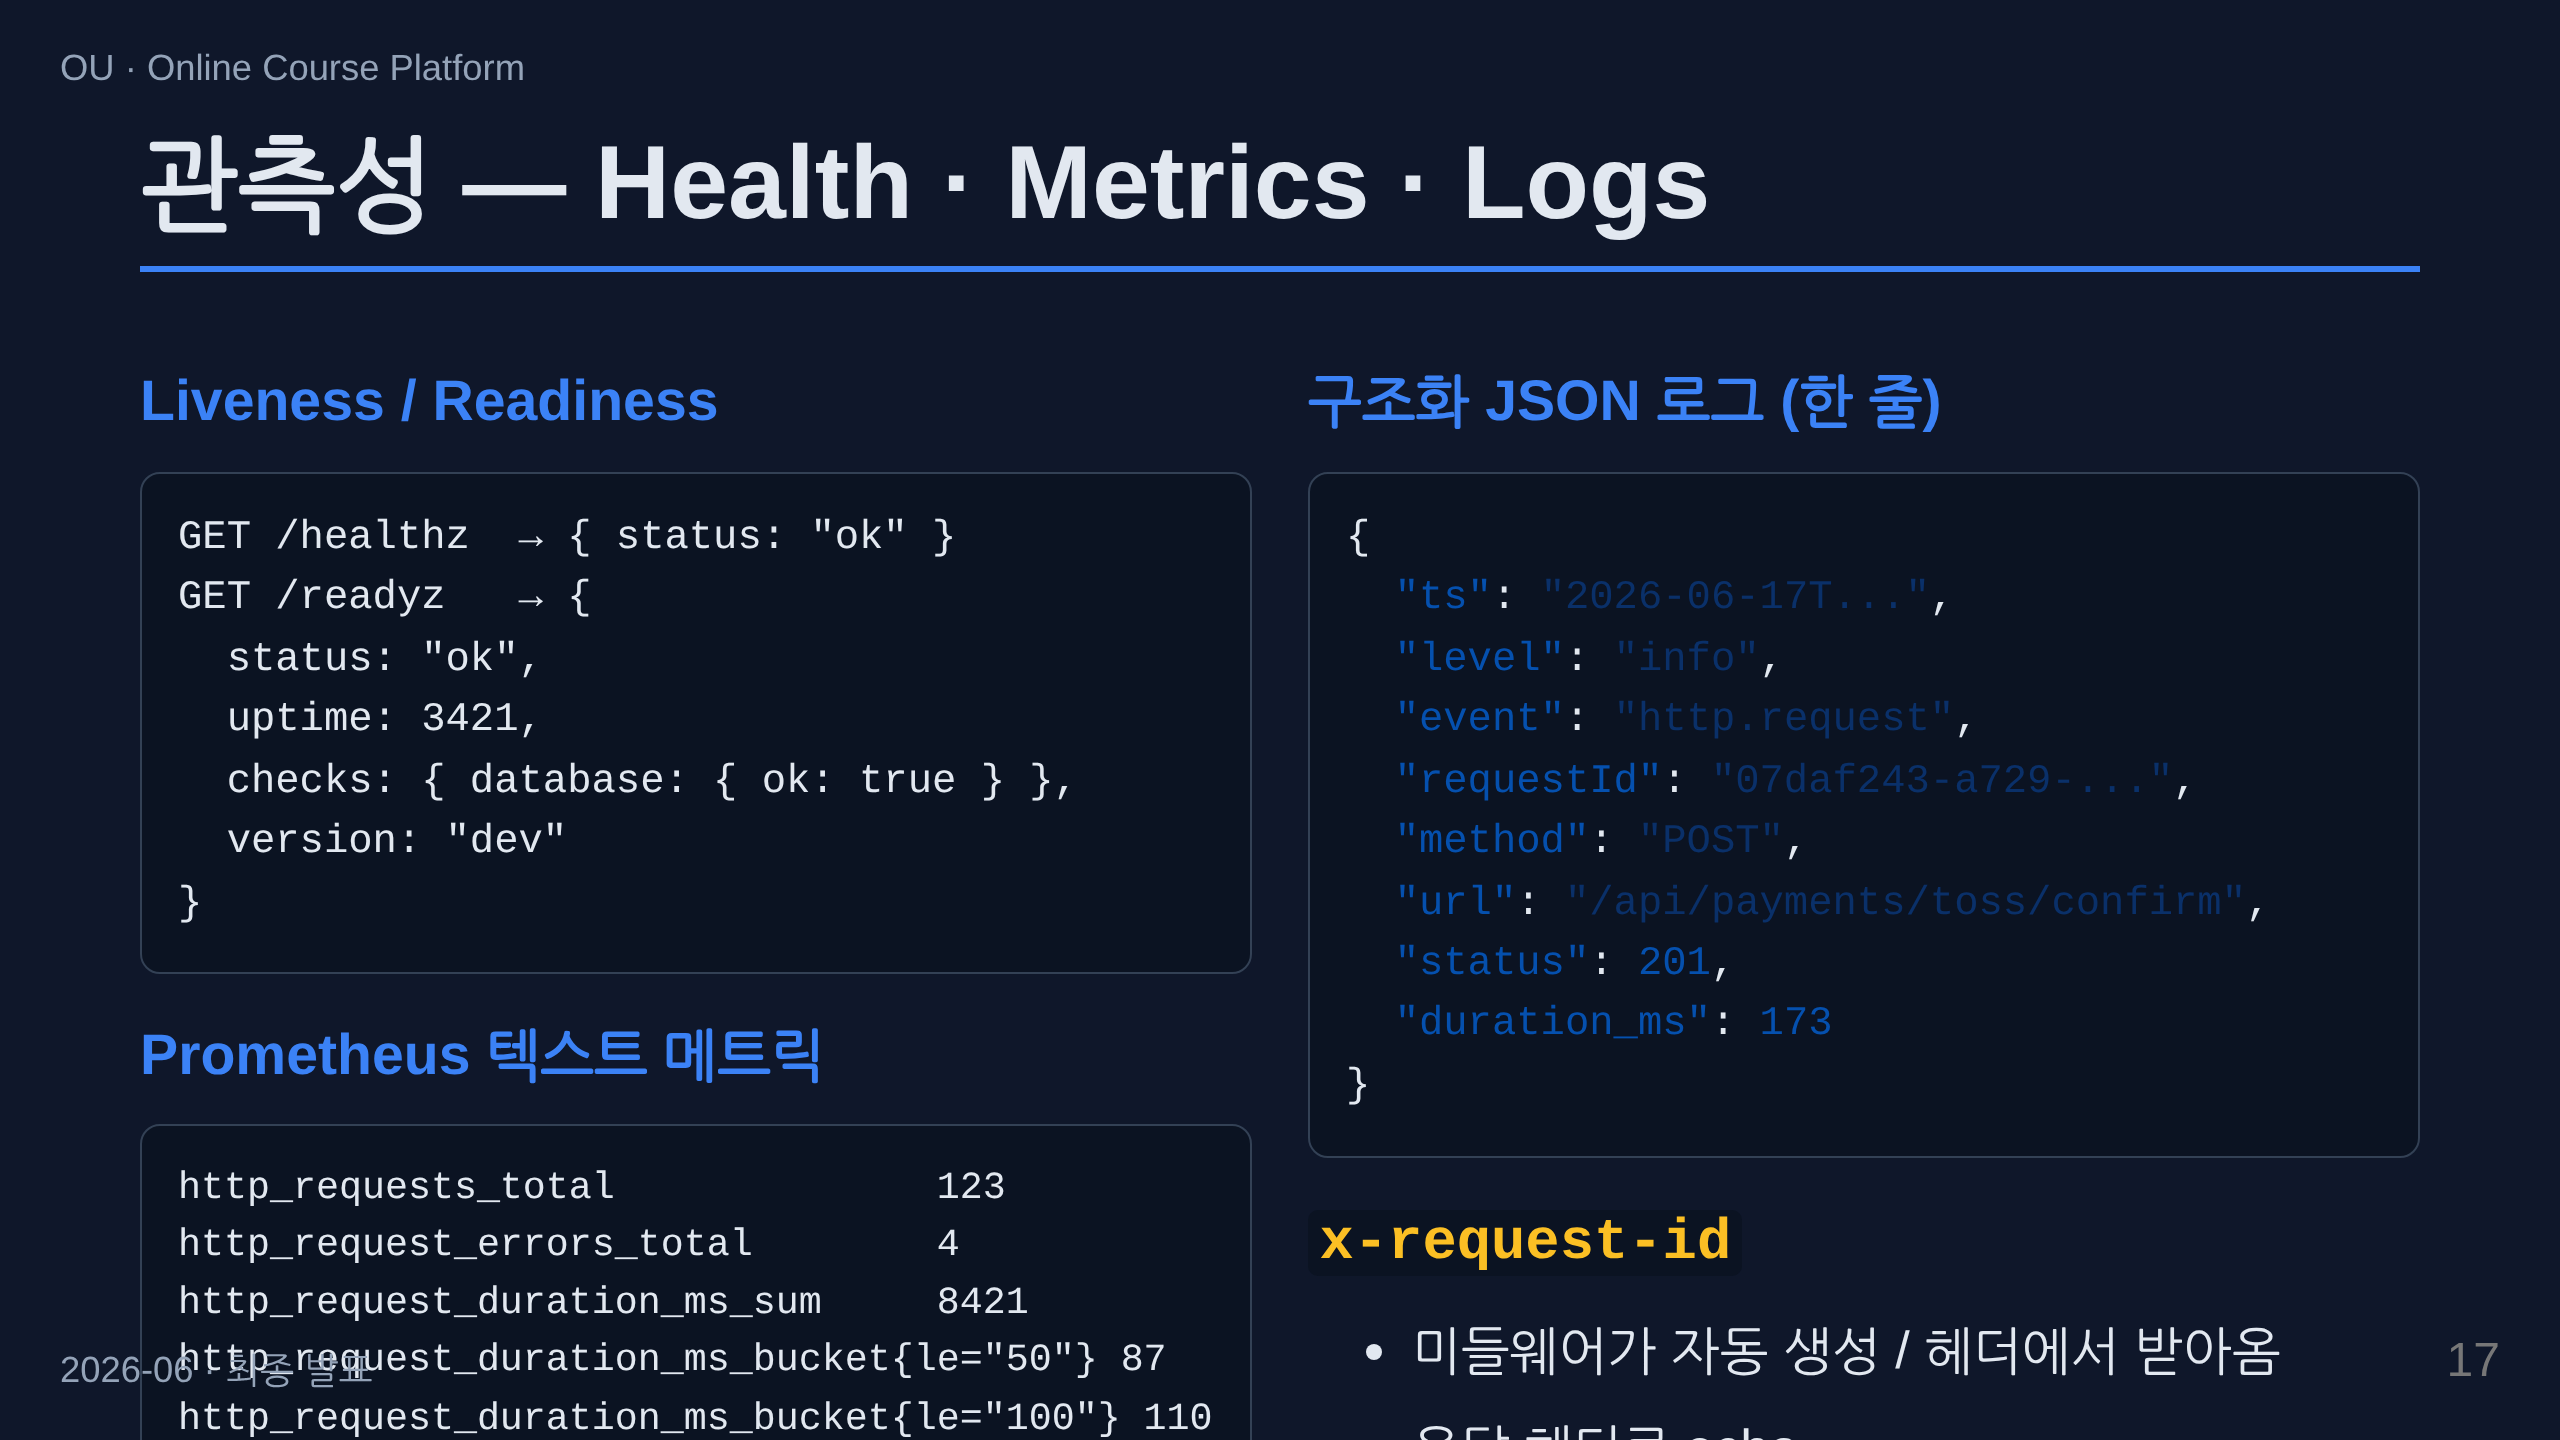 OU · Online Course Platform
관측성 — Health · Metrics · Logs
Liveness / Readiness
GET /healthz  → { status: "ok" }
GET /readyz   → {
  status: "ok",
  uptime: 3421,
  checks: { database: { ok: true } },
  version: "dev"
}
Prometheus 텍스트 메트릭
http_requests_total              123
http_request_errors_total        4
http_request_duration_ms_sum     8421
http_request_duration_ms_bucket{le="50"} 87
http_request_duration_ms_bucket{le="100"} 110
구조화 JSON 로그 (한 줄)
{
  "ts": "2026-06-17T...",
  "level": "info",
  "event": "http.request",
  "requestId": "07daf243-a729-...",
  "method": "POST",
  "url": "/api/payments/toss/confirm",
  "status": 201,
  "duration_ms": 173
}
x-request-id
• 미들웨어가 자동 생성 / 헤더에서 받아옴
2026-06 · 최종 발표
17